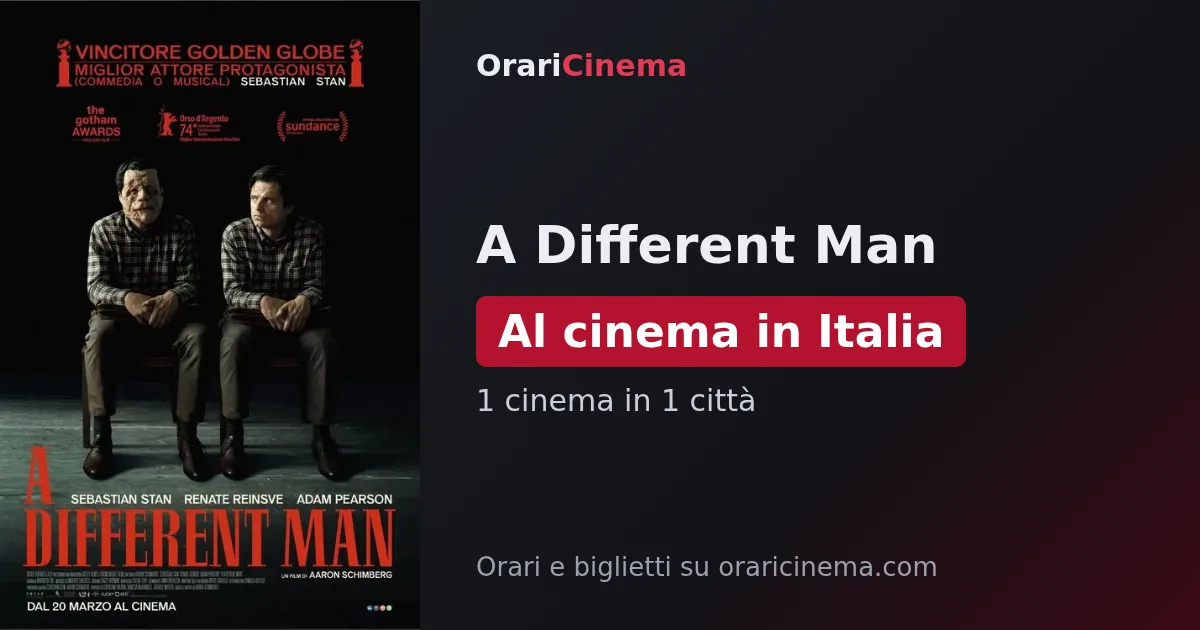 VINCITORE GOLDEN GLOBE
MIGLIOR ATTORE PROTAGONISTA
(COMMEDIA O MUSICAL) SEBASTIAN STAN
the
gotham
AWARDS
Orso d'Argento
74
sundance
A
SEBASTIAN STAN RENATE REINSVE ADAM PEARSON
DIFFERENT MAN
UN FILM DI AARON SCHIMBERG
DAL 20 MARZO AL CINEMA
OrariCinema
A Different Man
Al cinema in Italia
1 cinema in 1 città
Orari e biglietti su oraricinema.com